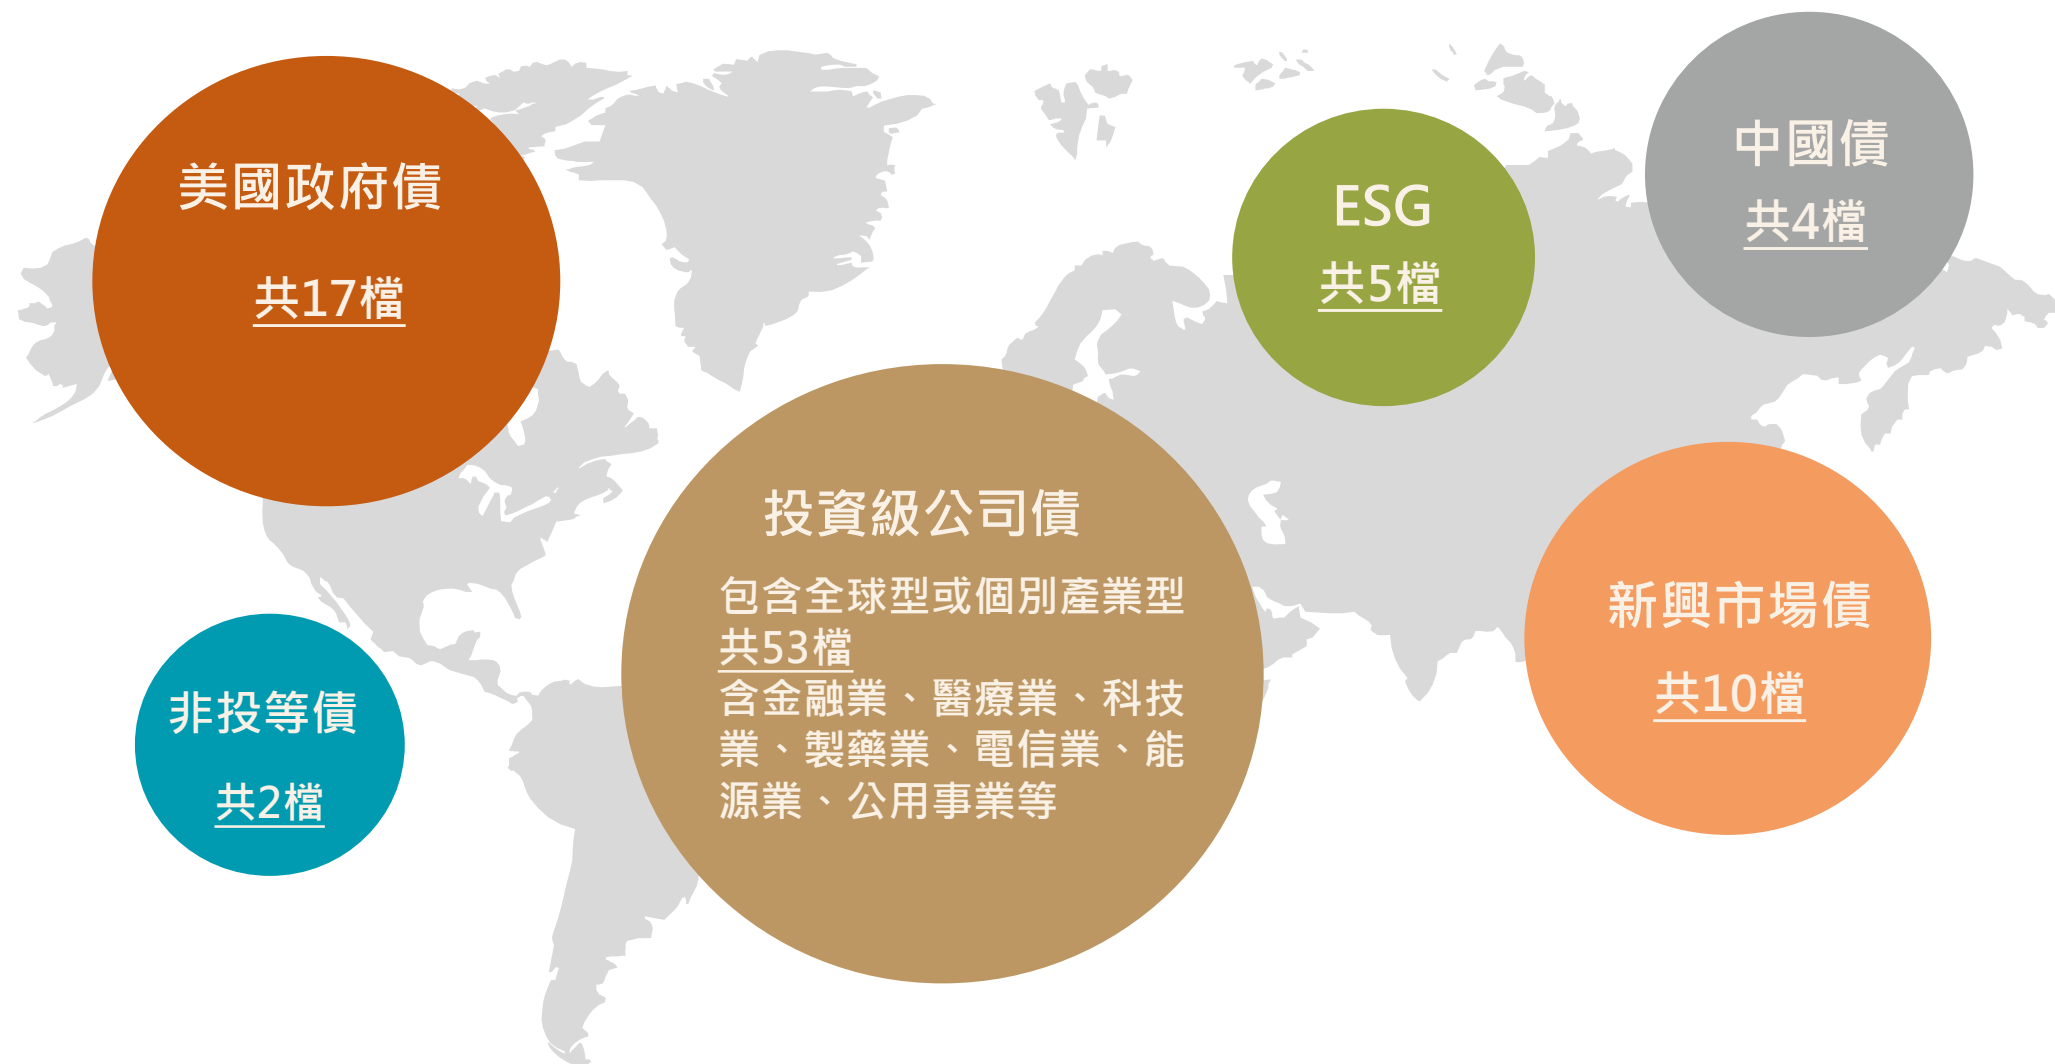 美國政府債
共17檔
ESG
共5檔
中國債
共4檔
投資級公司債
包含全球型或個別產業型
共53檔
含金融業、醫療業、科技
業、製藥業、電信業、能
源業、公用事業等
新興市場債
共10檔
非投等債
共2檔